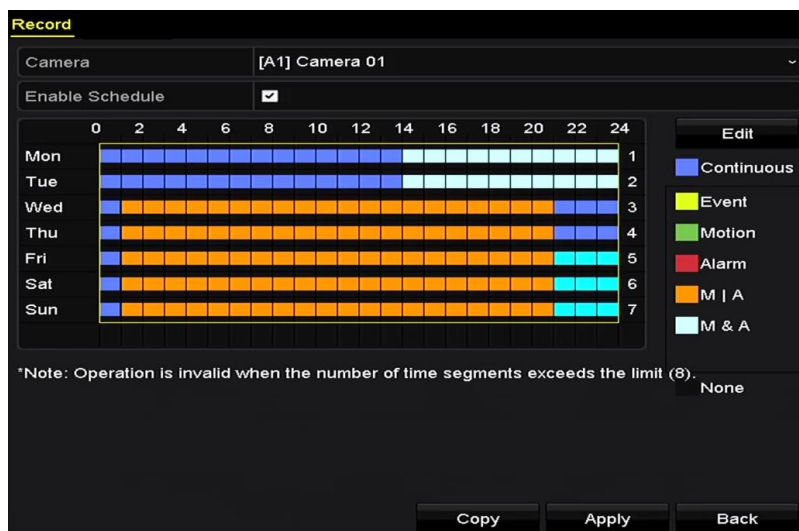 Record
Camera [A1] Camera 01
Enable Schedule
0 2 4 6 8 10 12 14 16 18 20 22 24
Edit
Mon 1
Continuous
Tue 2
Event
Wed 3
Motion
Thu 4
Alarm
Fri 5
M | A
Sat 6
M & A
Sun 7
*Note: Operation is invalid when the number of time segments exceeds the limit (8).
None
Copy Apply Back